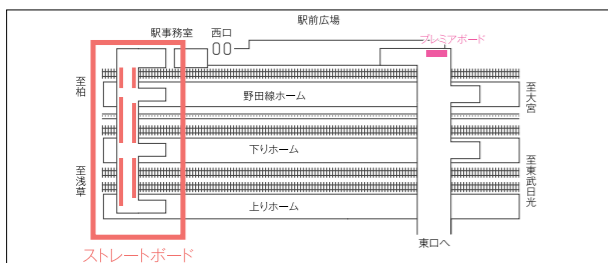 駅前広場
駅事務室
西口
プレミアボード
至柏
野田線ホーム
至大宮
下りホーム
至浅草
至東武日光
上りホーム
東口へ
ストレートボード